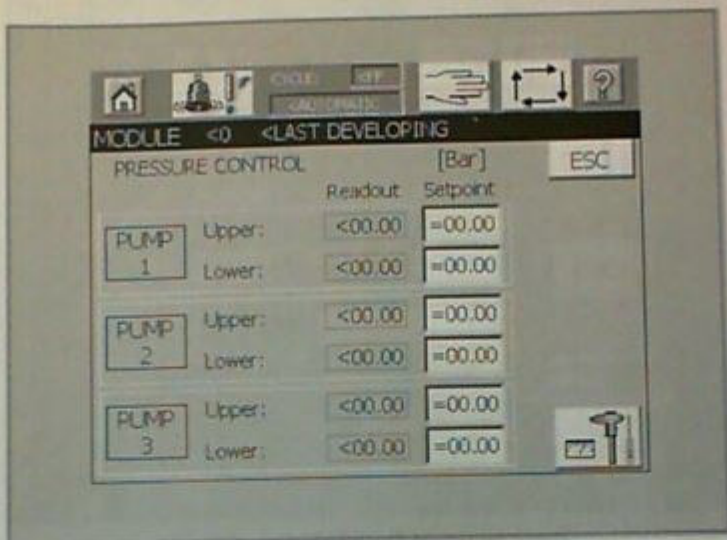 CYCLE: <FF
<AUTOMATIC
MODULE <0 <LAST DEVELOPING
PRESSURE CONTROL [Bar] ESC
Readout Setpoint
PUMP 1 Upper: <00.00 =00.00
Lower: <00.00 =00.00
PUMP 2 Upper: <00.00 =00.00
Lower: <00.00 =00.00
PUMP 3 Upper: <00.00 =00.00
Lower: <00.00 =00.00